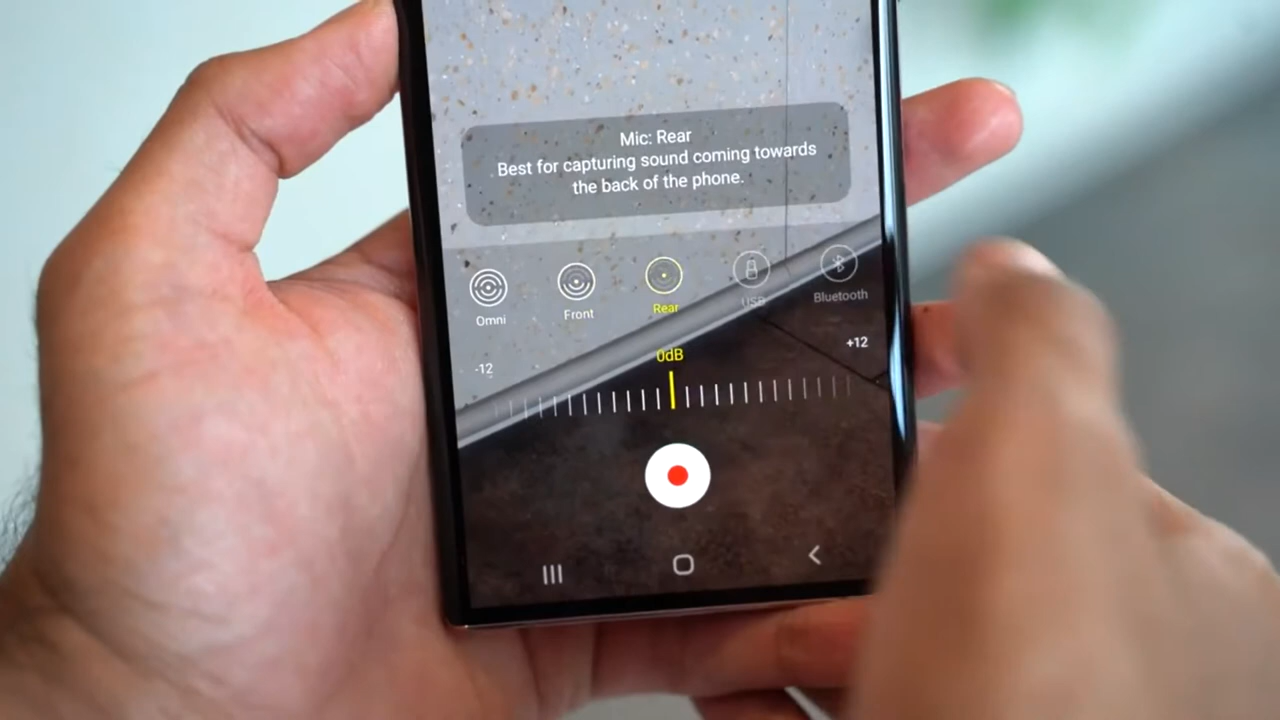 Mic: Rear
Best for capturing sound coming towards
the back of the phone.
Omni
Front
Rear
USB
Bluetooth
-12
0dB
+12